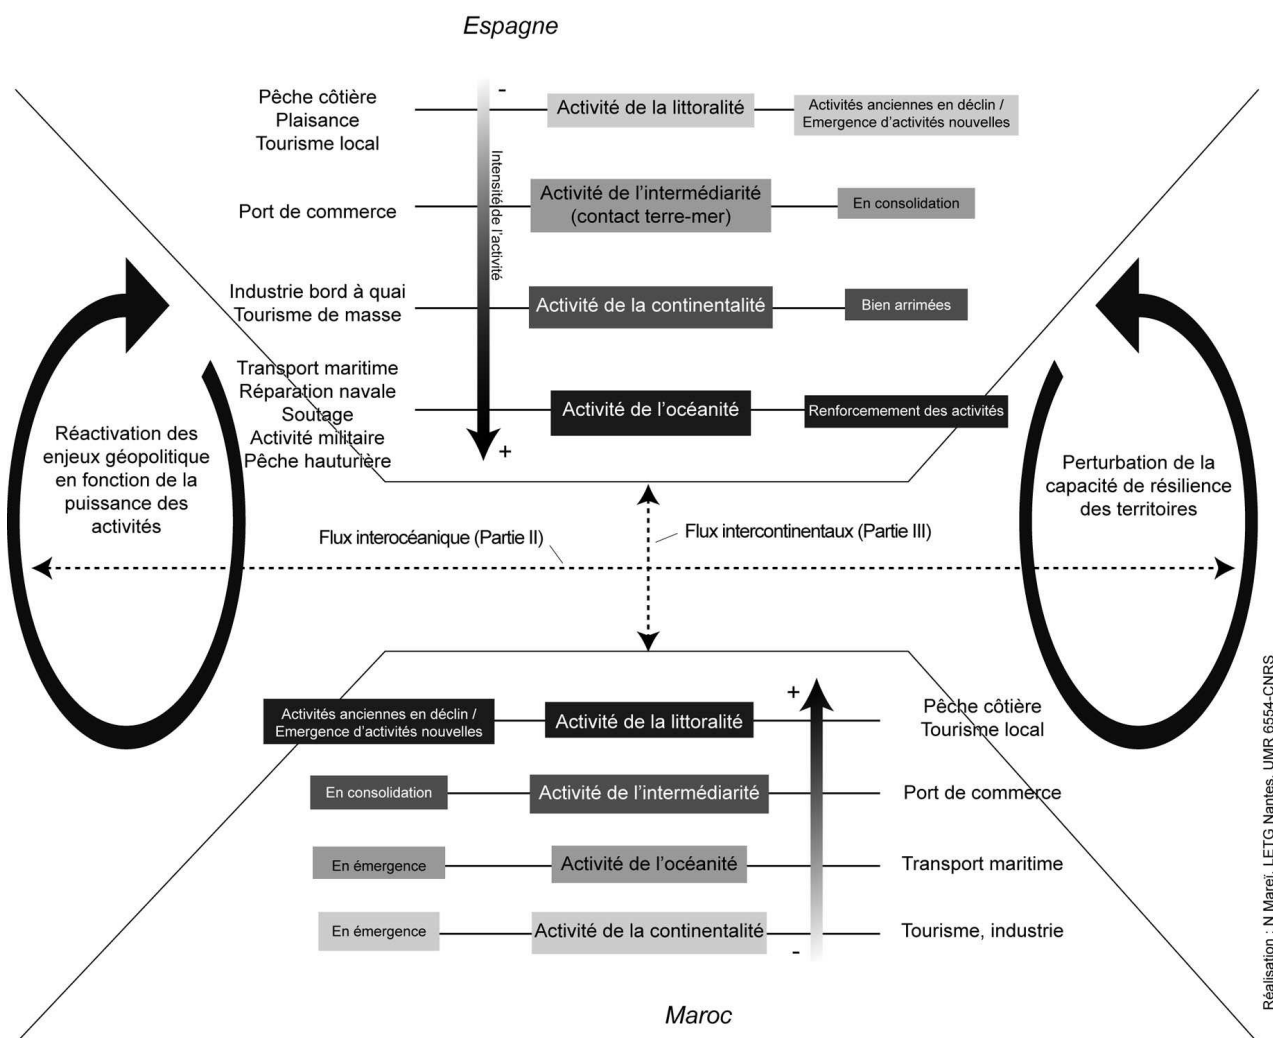 Espagne
-
Pêche côtière
Plaisance
Tourisme local
Activité de la littoralité
Activités anciennes en déclin /
Emergence d'activités nouvelles
Intensité de l'activité
Port de commerce
Activité de l'intermédiarité
(contact terre-mer)
En consolidation
Industrie bord à quai
Tourisme de masse
Activité de la continentalité
Bien arrimées
Transport maritime
Réparation navale
Soutage
Activité militaire
Pêche hauturière
Activité de l'océanité
Renforcemement des activités
+
Réactivation des
enjeux géopolitique
en fonction de la
puissance des
activités
Perturbation de la
capacité de résilience
des territoires
Flux interocéanique (Partie II)
Flux intercontinentaux (Partie III)
+
Activités anciennes en déclin /
Emergence d'activités nouvelles
Activité de la littoralité
Pêche côtière
Tourisme local
En consolidation
Activité de l'intermédiarité
Port de commerce
En émergence
Activité de l'océanité
Transport maritime
En émergence
Activité de la continentalité
Tourisme, industrie
-
Maroc
Réalisation : N Mareï, LETG Nantes, UMR 6554-CNRS